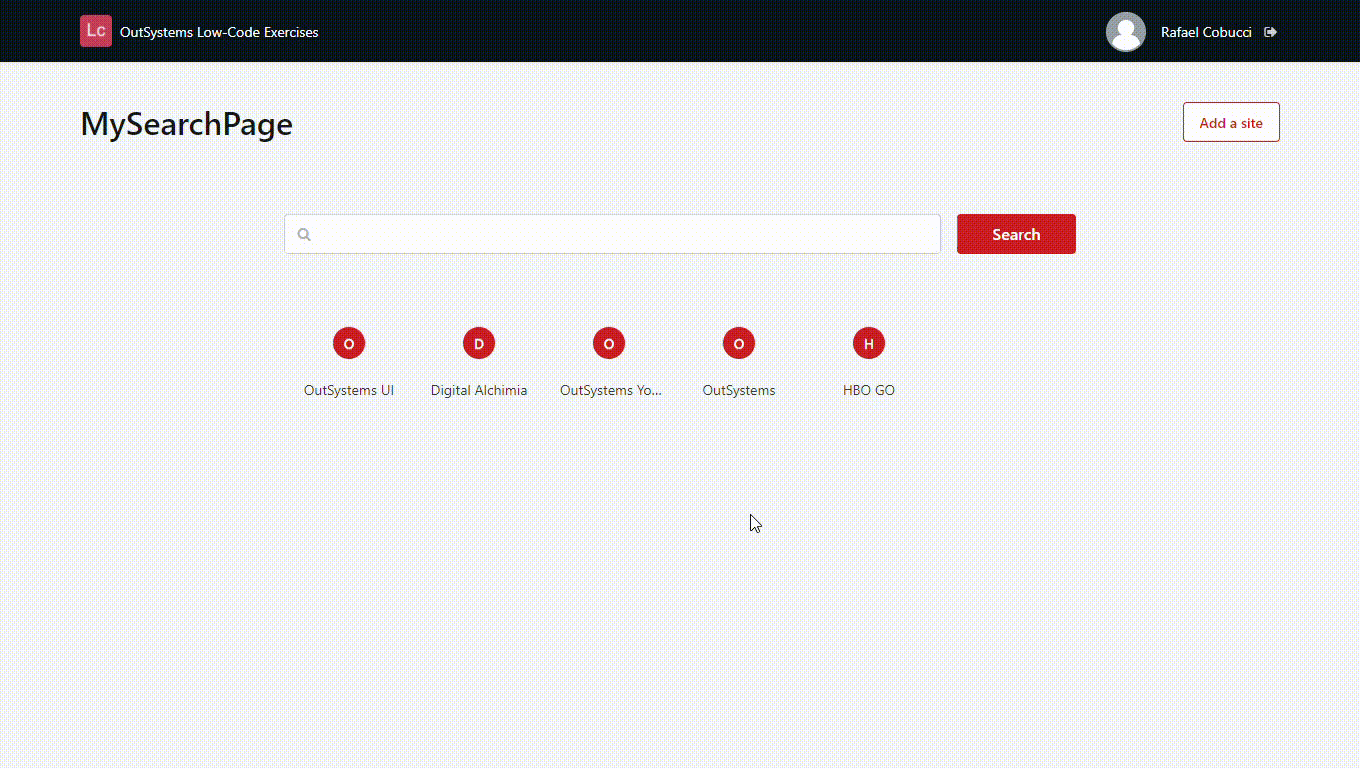 Lc OutSystems Low-Code Exercises Rafael Cobucci
MySearchPage Add a site
Search
O D O O H
OutSystems UI Digital Alchimia OutSystems Yo... OutSystems HBO GO